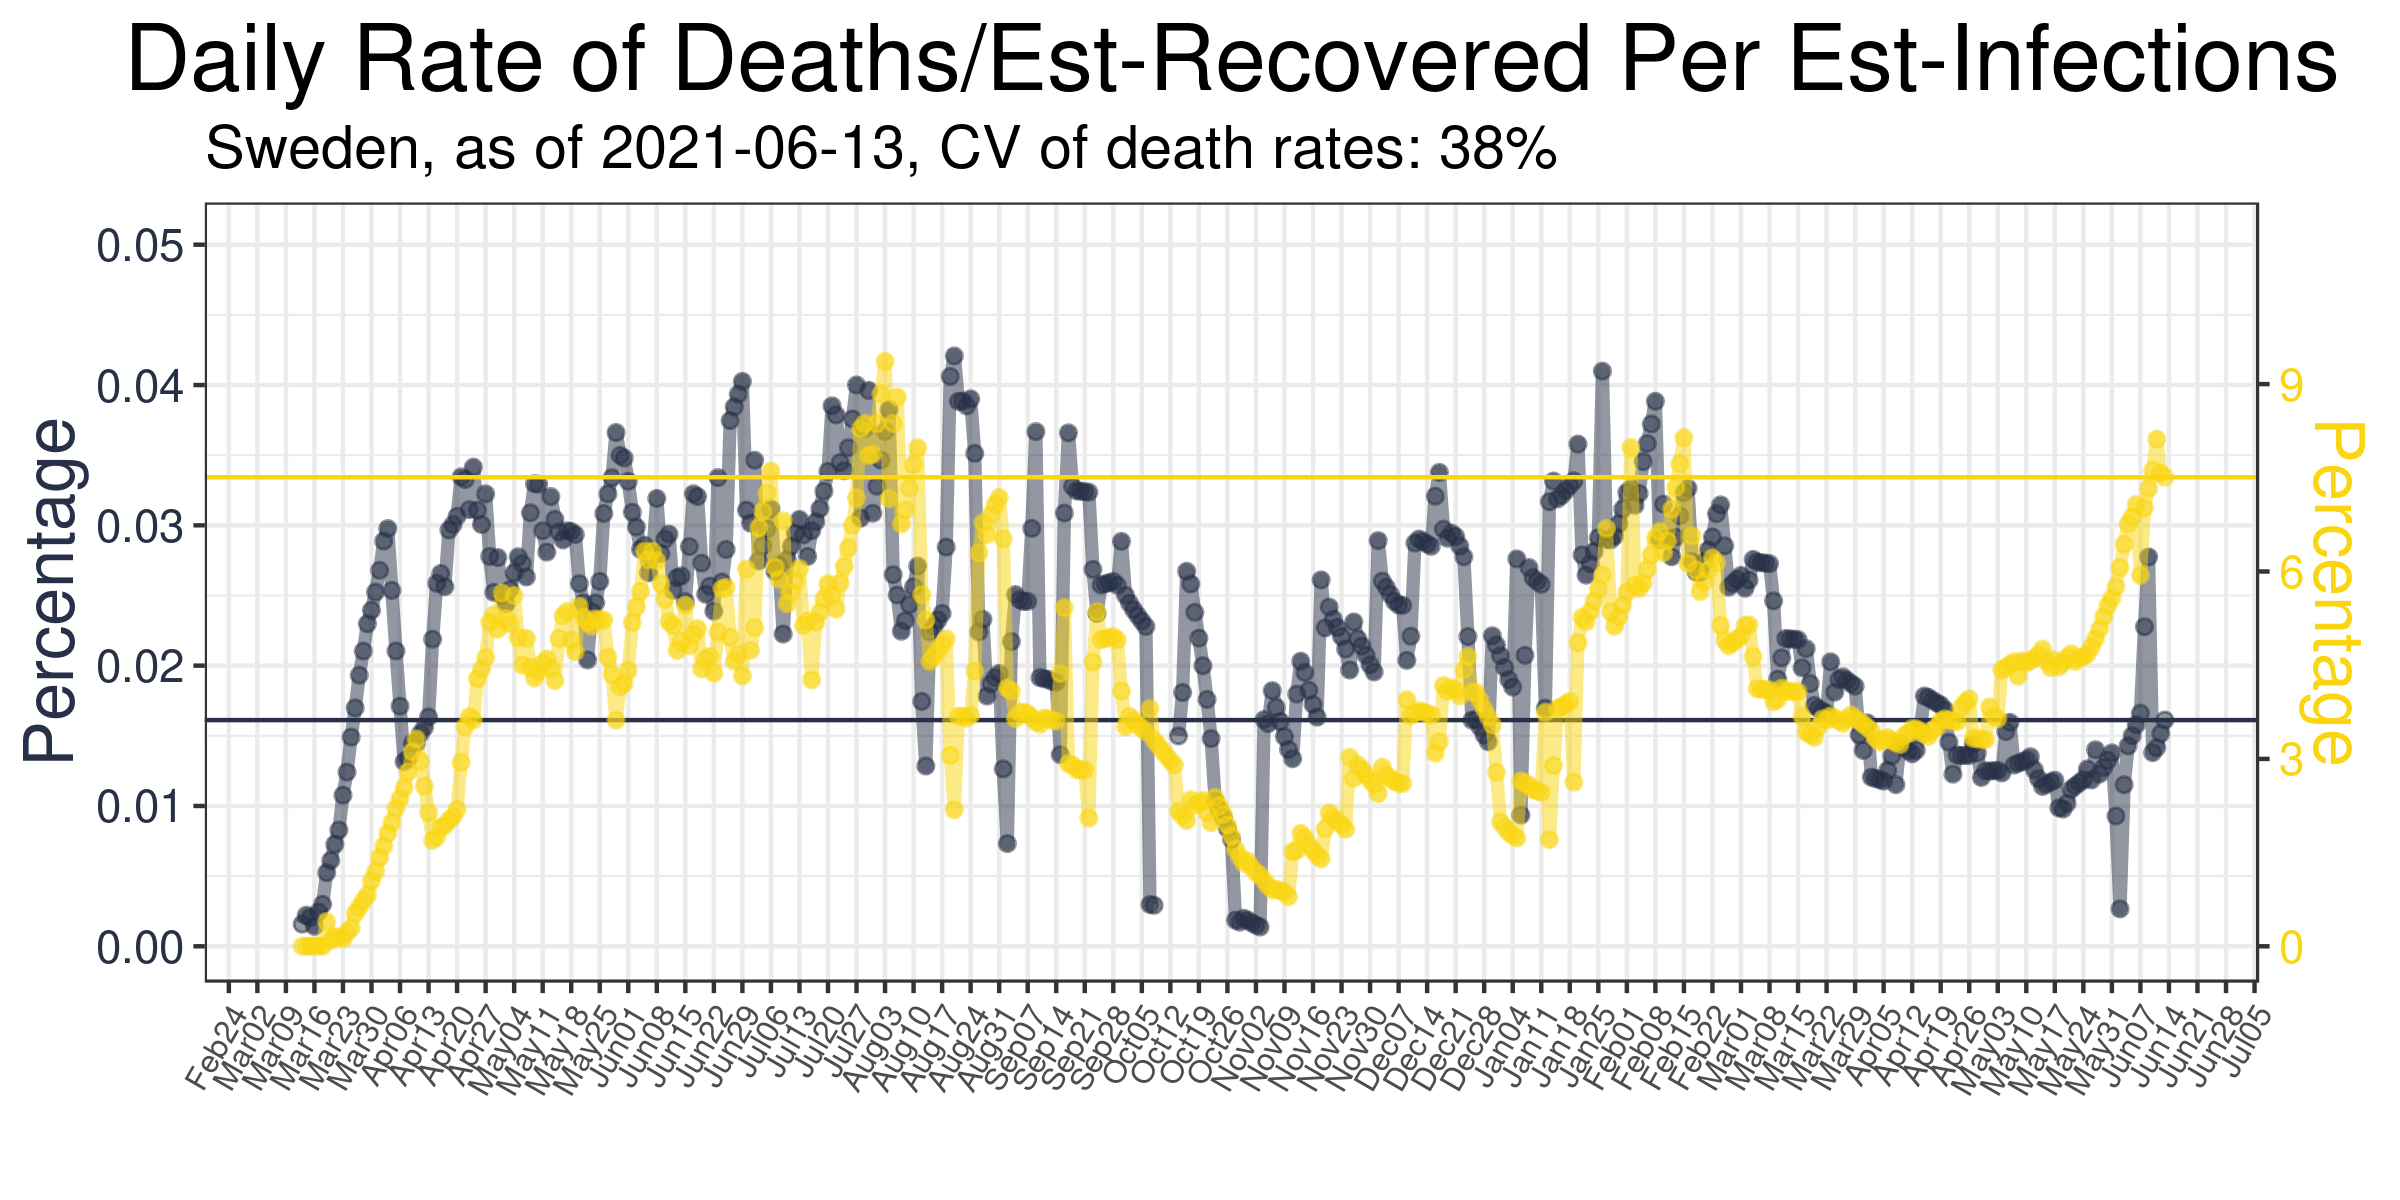 Daily Rate of Deaths/Est-Recovered Per Est-Infections
Sweden, as of 2021-06-13, CV of death rates: 38%
Percentage
0.05
0.04
0.03
0.02
0.01
0.00
9
6
3
0
Percentage
Feb24 Mar02 Mar09 Mar16 Mar23 Mar30 Apr06 Apr13 Apr20 Apr27 May04 May11 May18 May25 Jun01 Jun08 Jun15 Jun22 Jun29 Jul06 Jul13 Jul20 Jul27 Aug03 Aug10 Aug17 Aug24 Aug31 Sep07 Sep14 Sep21 Sep28 Oct05 Oct12 Oct19 Oct26 Nov02 Nov09 Nov16 Nov23 Nov30 Dec07 Dec14 Dec21 Dec28 Jan04 Jan11 Jan18 Jan25 Feb01 Feb08 Feb15 Feb22 Mar01 Mar08 Mar15 Mar22 Mar29 Apr05 Apr12 Apr19 Apr26 May03 May10 May17 May24 May31 Jun07 Jun14 Jun21 Jun28 Jul05